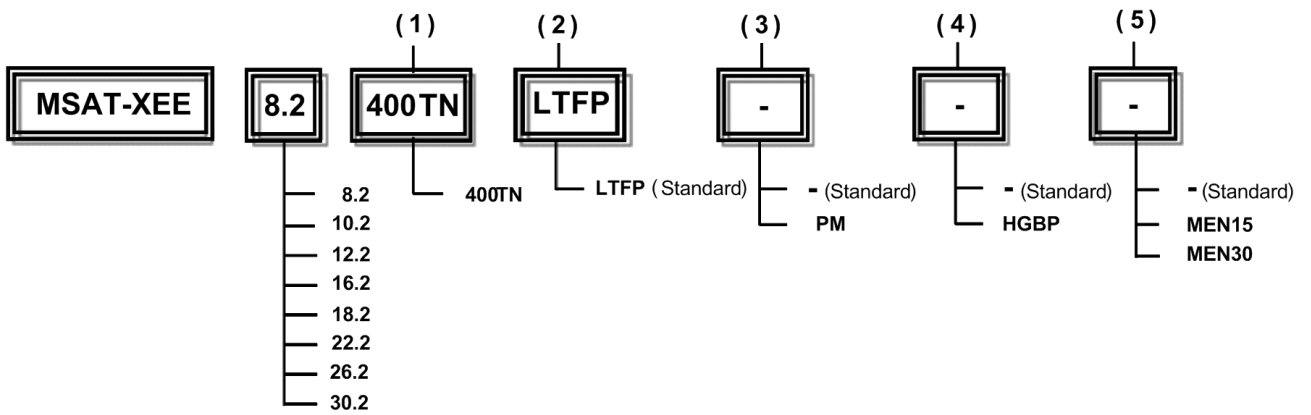 (1) (2) (3) (4) (5)
MSAT-XEE 8.2 400TN LTFP - - -
8.2 400TN LTFP (Standard) - (Standard) - (Standard) - (Standard)
10.2 PM HGBP MEN15
12.2 MEN30
16.2
18.2
22.2
26.2
30.2